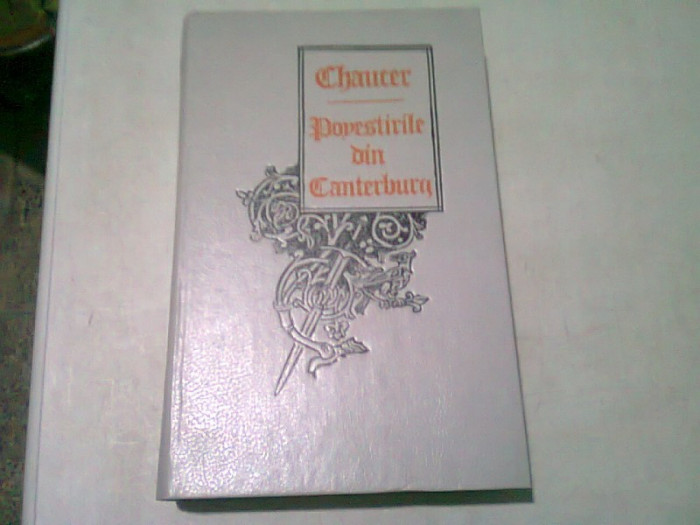 Chaucer
Povestirile
din
Canterbury